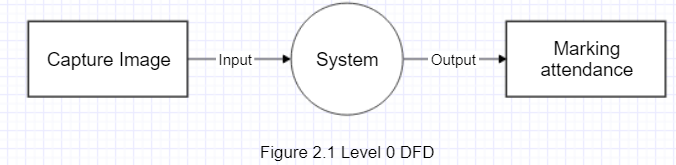 Capture Image
Input
System
Output
Marking
attendance
Figure 2.1 Level 0 DFD